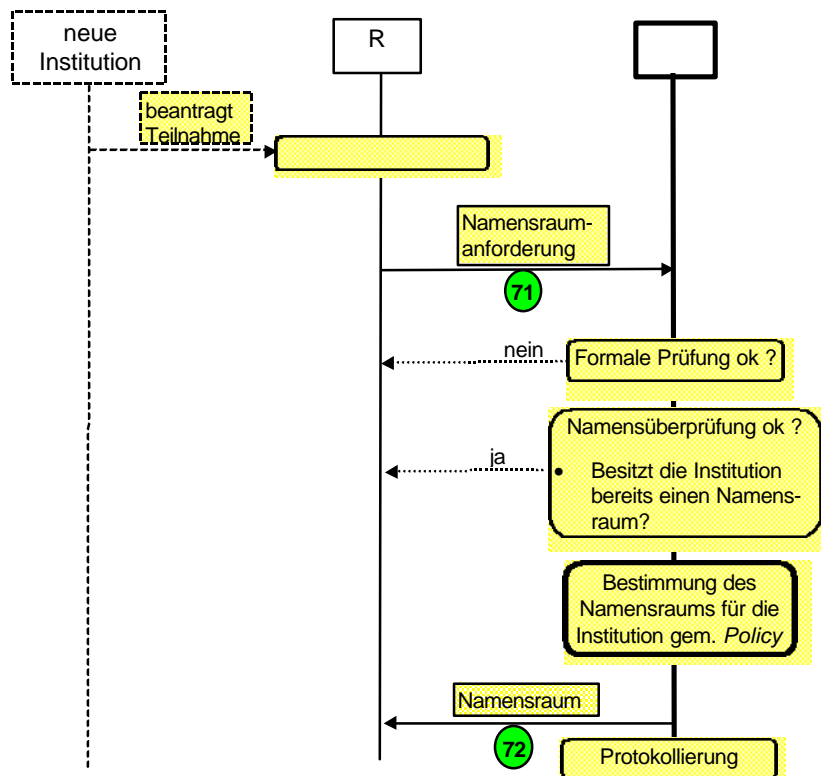 neue
Institution
R
beantragt
Teilnahme
Namensraum-
anforderung
71
nein
Formale Prüfung ok ?
Namensüberprüfung ok ?
ja
• Besitzt die Institution
bereits einen Namens-
raum?
Bestimmung des
Namensraums für die
Institution gem. Policy
Namensraum
72
Protokollierung